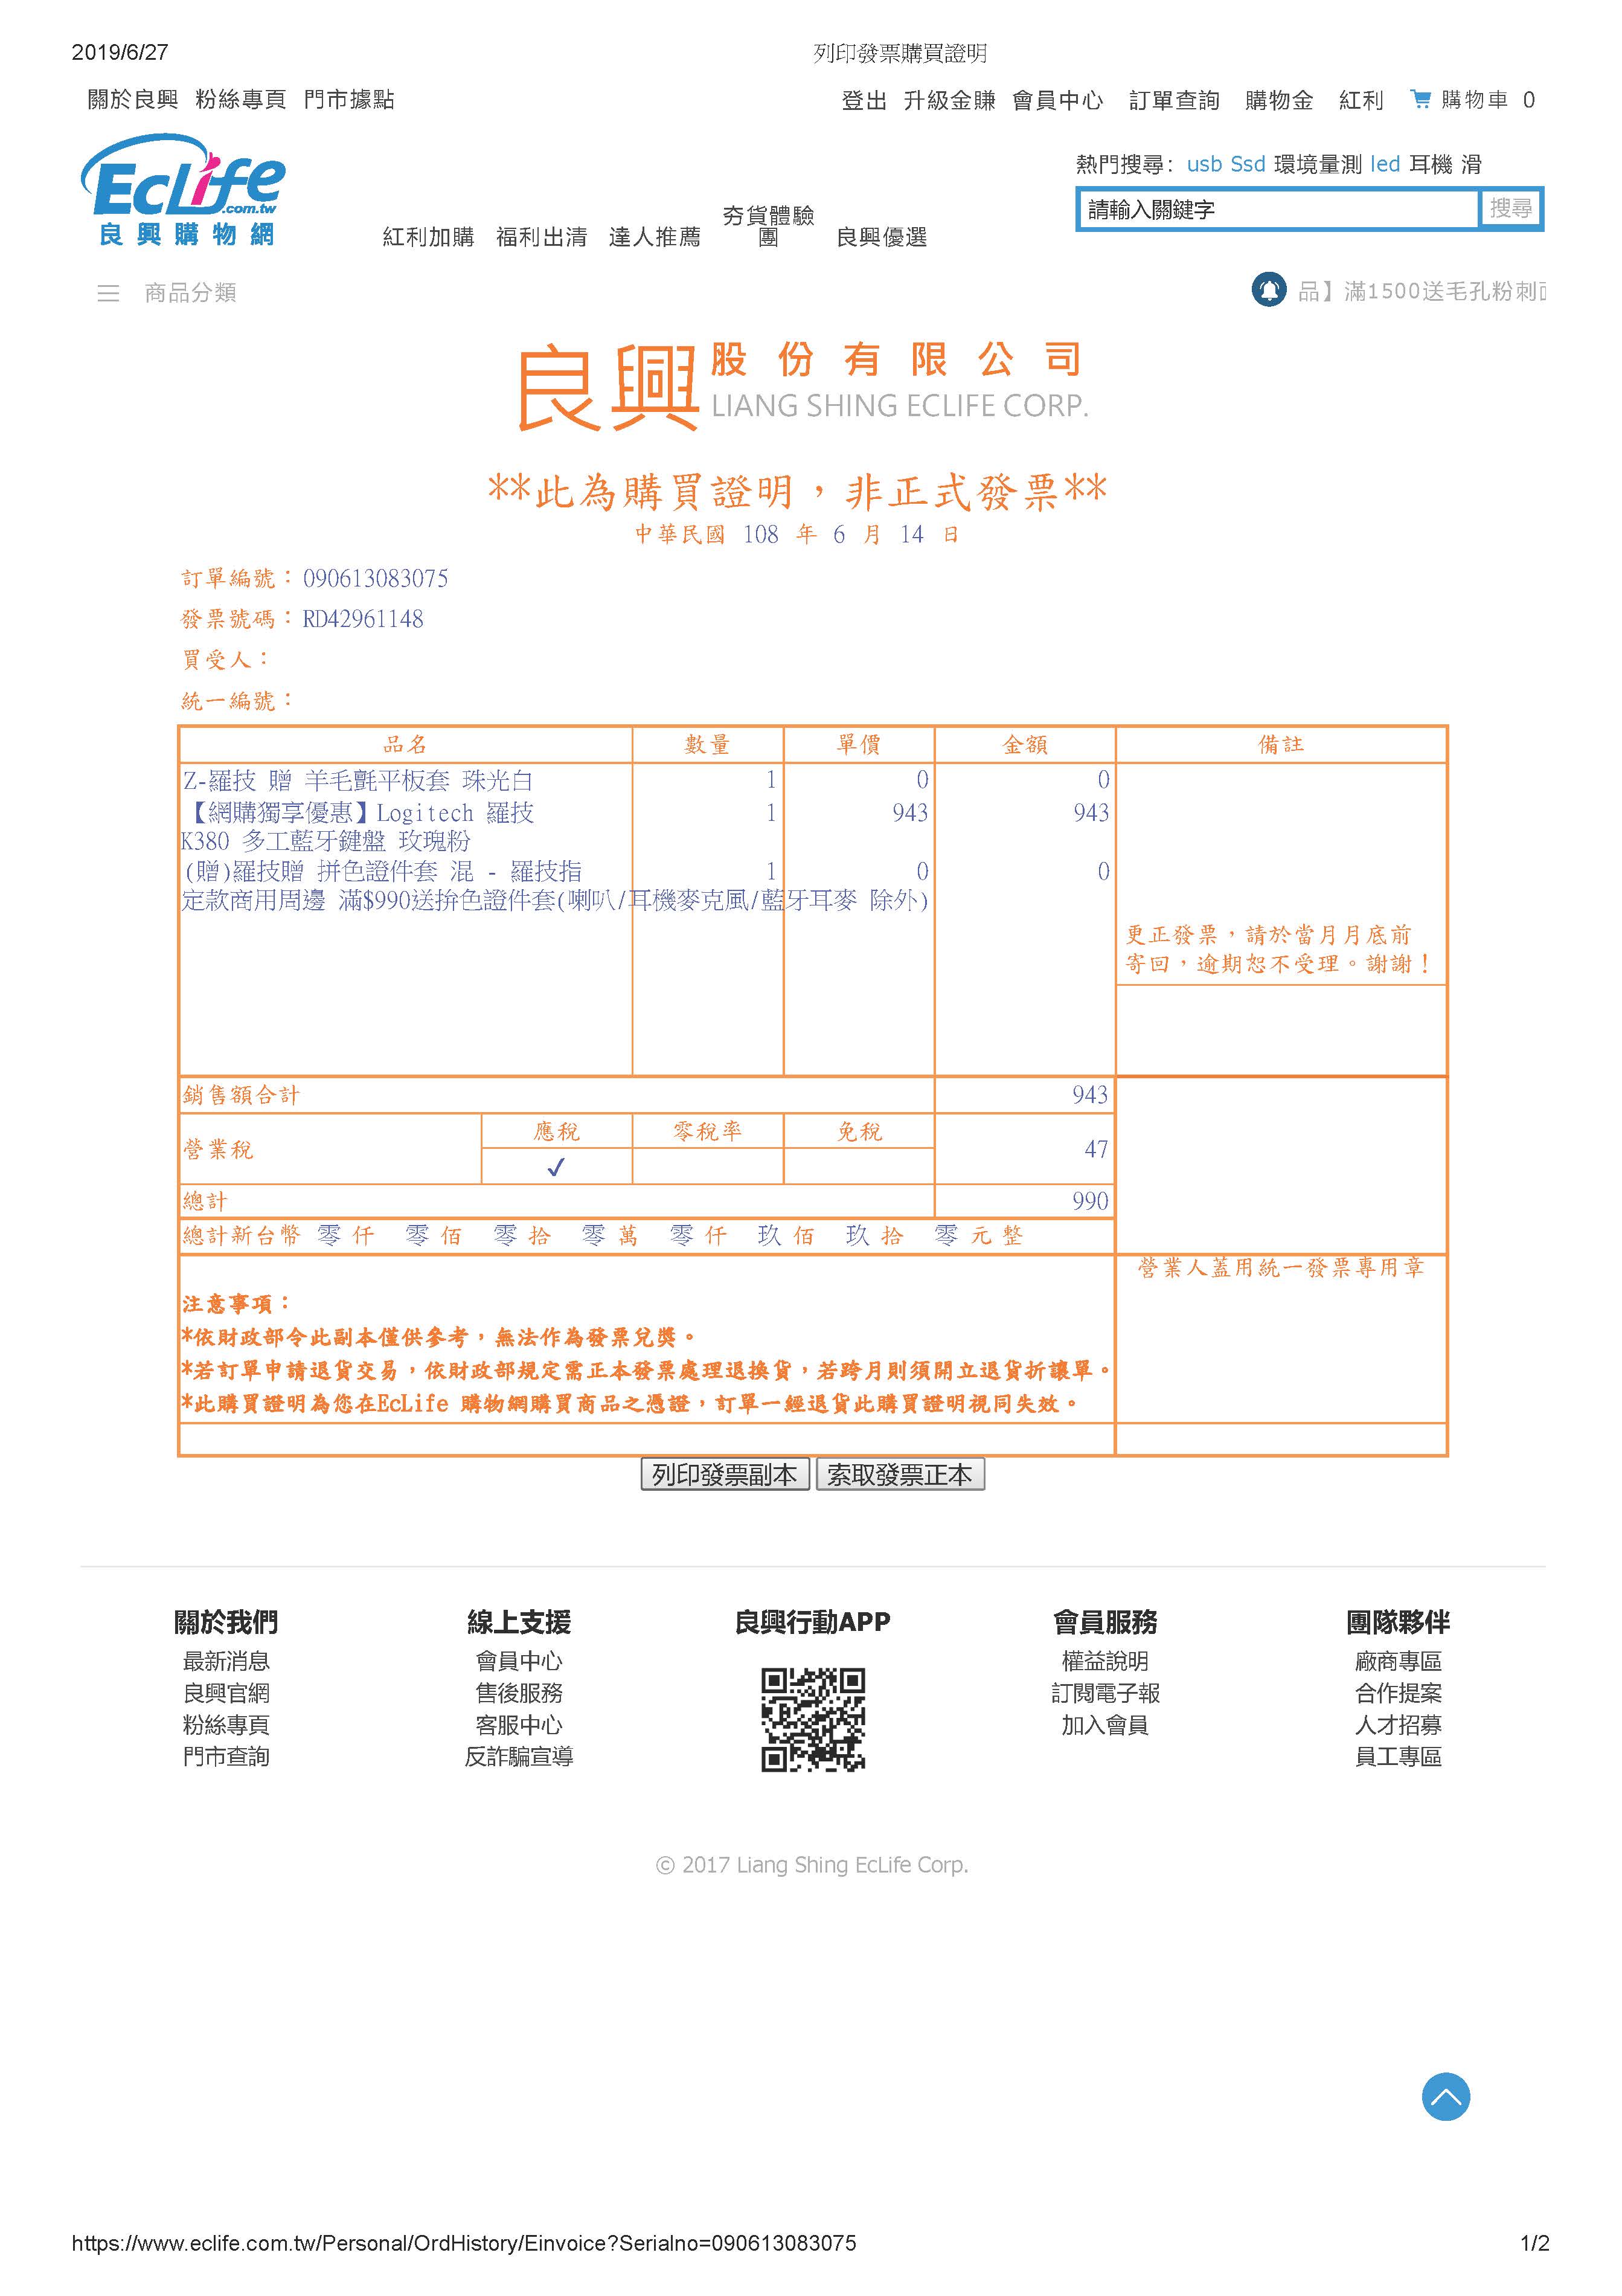 2019/6/27 列印發票購買證明
關於良興 粉絲專頁 門市據點 登出 升級金賺 會員中心 訂單查詢 購物金 紅利 購物車 0
EcLife
.com.tw
良興購物網
熱門搜尋： usb Ssd 環境量測 led 耳機 滑
請輸入關鍵字 搜尋
紅利加購 福利出清 達人推薦 夯貨體驗團 良興優選
商品分類 品】滿1500送毛孔粉刺
良興 股份有限公司
LIANG SHING ECLIFE CORP.
**此為購買證明，非正式發票**
中華民國 108 年 6 月 14 日
訂單編號：090613083075
發票號碼：RD42961148
買受人：
統一編號：
品名 數量 單價 金額 備註
Z-羅技 贈 羊毛氈平板套 珠光白 1 0 0
【網購獨享優惠】Logitech 羅技 1 943 943
K380 多工藍牙鍵盤 玫瑰粉
(贈)羅技贈 拼色證件套 混 - 羅技指 1 0 0
定款商用周邊 滿$990送拚色證件套(喇叭/耳機麥克風/藍牙耳麥 除外)
更正發票，請於當月月底前
寄回，逾期恕不受理。謝謝！
銷售額合計 943
營業稅 應稅 零稅率 免稅 47
✓
總計 990
總計新台幣 零 仟 零 佰 零 拾 零 萬 零 仟 玖 佰 玖 拾 零 元 整
營業人蓋用統一發票專用章
注意事項：
*依財政部令此副本僅供參考，無法作為發票兌獎。
*若訂單申請退貨交易，依財政部規定需正本發票處理退換貨，若跨月則須開立退貨折讓單。
*此購買證明為您在EcLife 購物網購買商品之憑證，訂單一經退貨此購買證明視同失效。
列印發票副本 索取發票正本
關於我們 線上支援 良興行動APP 會員服務 團隊夥伴
最新消息 會員中心 權益說明 廠商專區
良興官網 售後服務 訂閱電子報 合作提案
粉絲專頁 客服中心 加入會員 人才招募
門市查詢 反詐騙宣導 員工專區
© 2017 Liang Shing EcLife Corp.
https://www.eclife.com.tw/Personal/OrdHistory/Einvoice?Serialno=090613083075 1/2